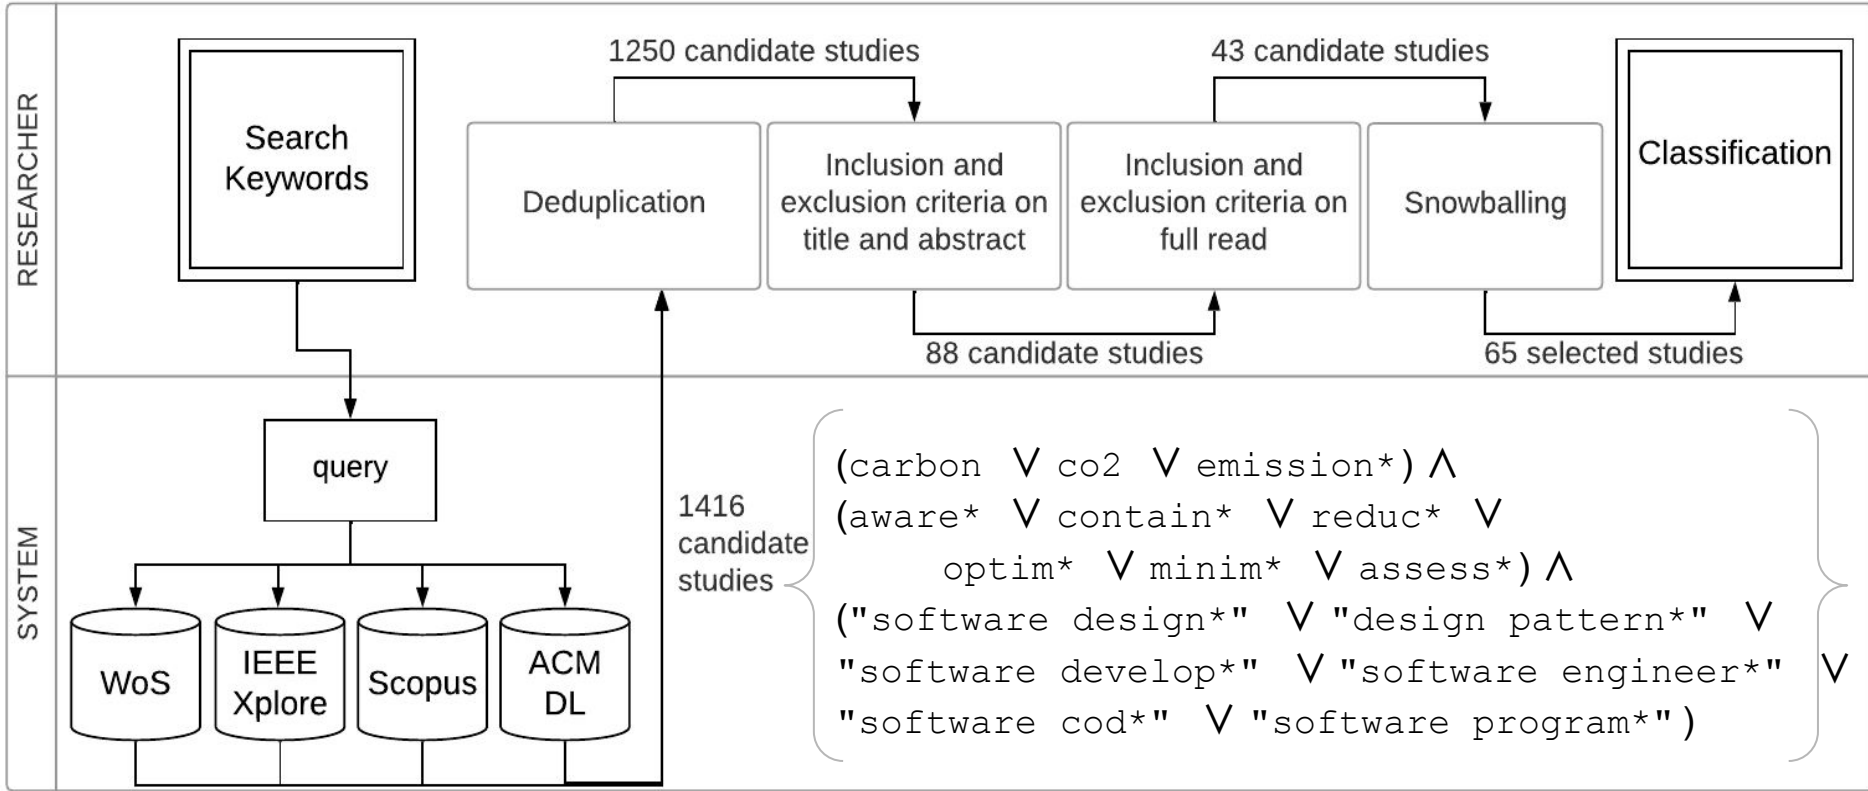 RESEARCHER
Search
Keywords
1250 candidate studies
43 candidate studies
Deduplication
Inclusion and
exclusion criteria on
title and abstract
Inclusion and
exclusion criteria on
full read
Snowballing
Classification
88 candidate studies
65 selected studies
SYSTEM
query
WoS
IEEE
Xplore
Scopus
ACM
DL
1416
candidate
studies
(carbon ∨ co2 ∨ emission*) ∧
(aware* ∨ contain* ∨ reduc* ∨
optim* ∨ minim* ∨ assess*) ∧
("software design*" ∨ "design pattern*" ∨
"software develop*" ∨ "software engineer*" ∨
"software cod*" ∨ "software program*")